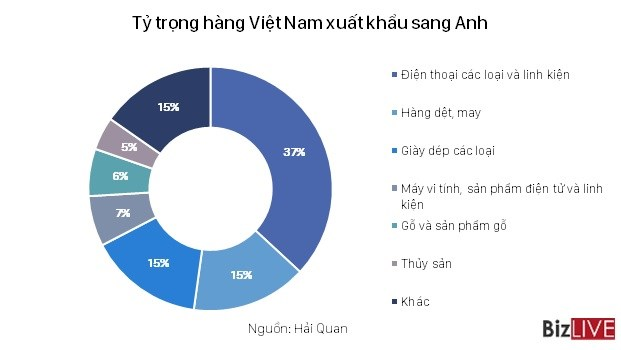 Tỷ trọng hàng Việt Nam xuất khẩu sang Anh
37%
15%
15%
7%
6%
5%
15%
Điện thoại các loại và linh kiện
Hàng dệt, may
Giày dép các loại
Máy vi tính, sản phẩm điện tử và linh
kiện
Gỗ và sản phẩm gỗ
Thủy sản
Khác
Nguồn: Hải Quan
BizLIVE